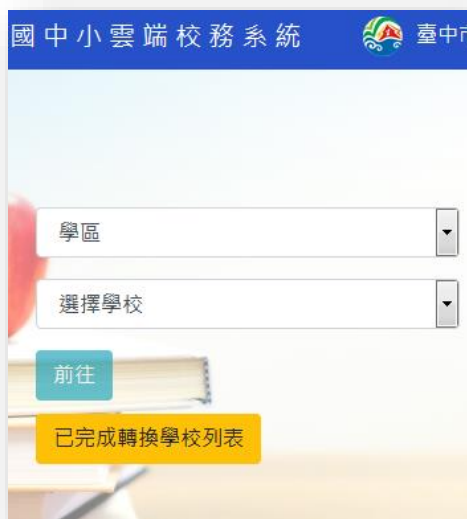 國中小雲端校務系統 臺中市
學區
選擇學校
前往
已完成轉換學校列表